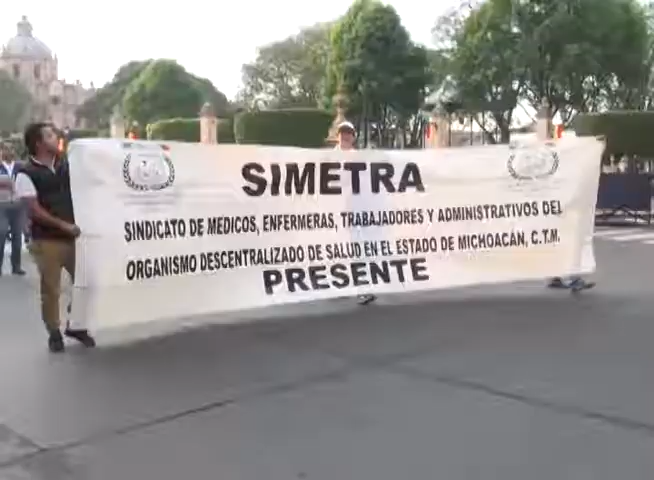 SIMETRA
SINDICATO DE MEDICOS, ENFERMERAS, TRABAJADORES Y ADMINISTRATIVOS DEL
ORGANISMO DESCENTRALIZADO DE SALUD EN EL ESTADO DE MICHOACÁN, C.T.M.
PRESENTE